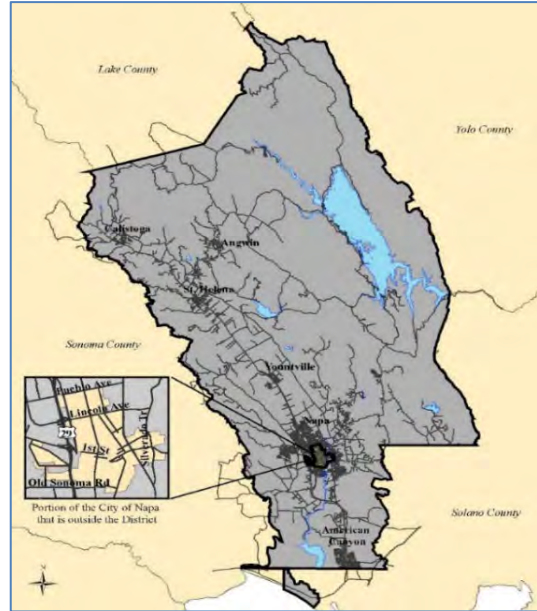 Lake County
Yolo County
Calistoga
Angwin
St. Helena
Sonoma County
Yountville
Napa
Pueblo Ave
Lincoln Ave
29
1st St
Silverado Tr
Old Sonoma Rd
Portion of the City of Napa
that is outside the District
American
Canyon
Solano County